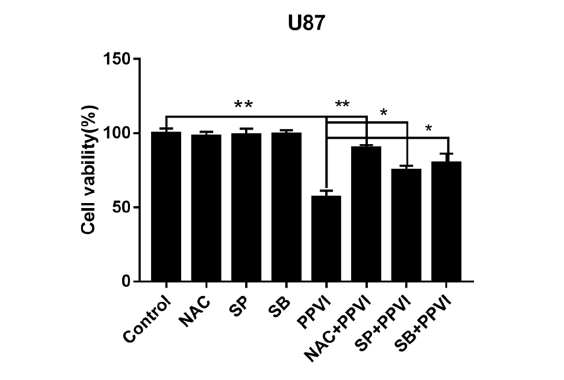 U87
Cell vability(%)
150
100
50
0
**
**
*
*
Control
NAC
SP
SB
PPVI
NAC+PPVI
SP+PPVI
SB+PPVI